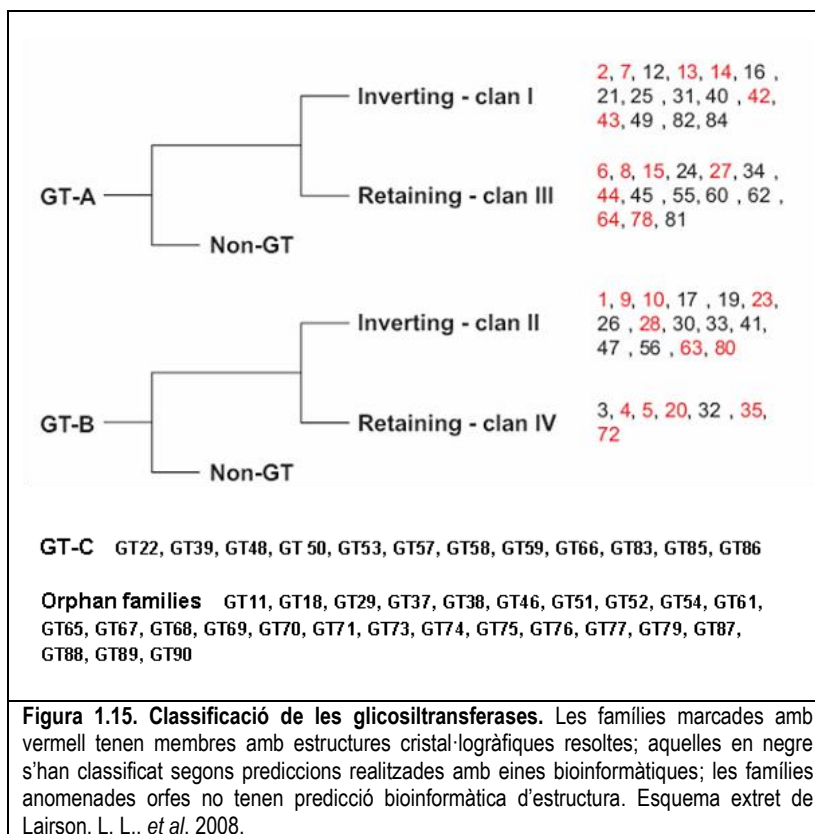 2, 7, 12, 13, 14, 16 ,
Inverting - clan I
21, 25 , 31, 40 , 42,
43, 49 , 82, 84
6, 8, 15, 24, 27, 34 ,
GT-A
Retaining - clan III
44, 45 , 55, 60 , 62 ,
64, 78, 81
Non-GT
1, 9, 10, 17 , 19, 23,
Inverting - clan II
26 , 28, 30, 33, 41,
47 , 56 , 63, 80
GT-B
Retaining - clan IV
3, 4, 5, 20, 32 , 35,
72
Non-GT
GT-C GT22, GT39, GT48, GT 50, GT53, GT57, GT58, GT59, GT66, GT83, GT85, GT86
Orphan families GT11, GT18, GT29, GT37, GT38, GT46, GT51, GT52, GT54, GT61,
GT65, GT67, GT68, GT69, GT70, GT71, GT73, GT74, GT75, GT76, GT77, GT79, GT87,
GT88, GT89, GT90
Figura 1.15. Classificació de les glicosiltransferases. Les famílies marcades amb
vermell tenen membres amb estructures cristal·logràfiques resoltes; aquelles en negre
s'han classificat segons prediccions realitzades amb eines bioinformàtiques; les famílies
anomenades orfes no tenen predicció bioinformàtica d'estructura. Esquema extret de
Lairson, L. L., et al. 2008.